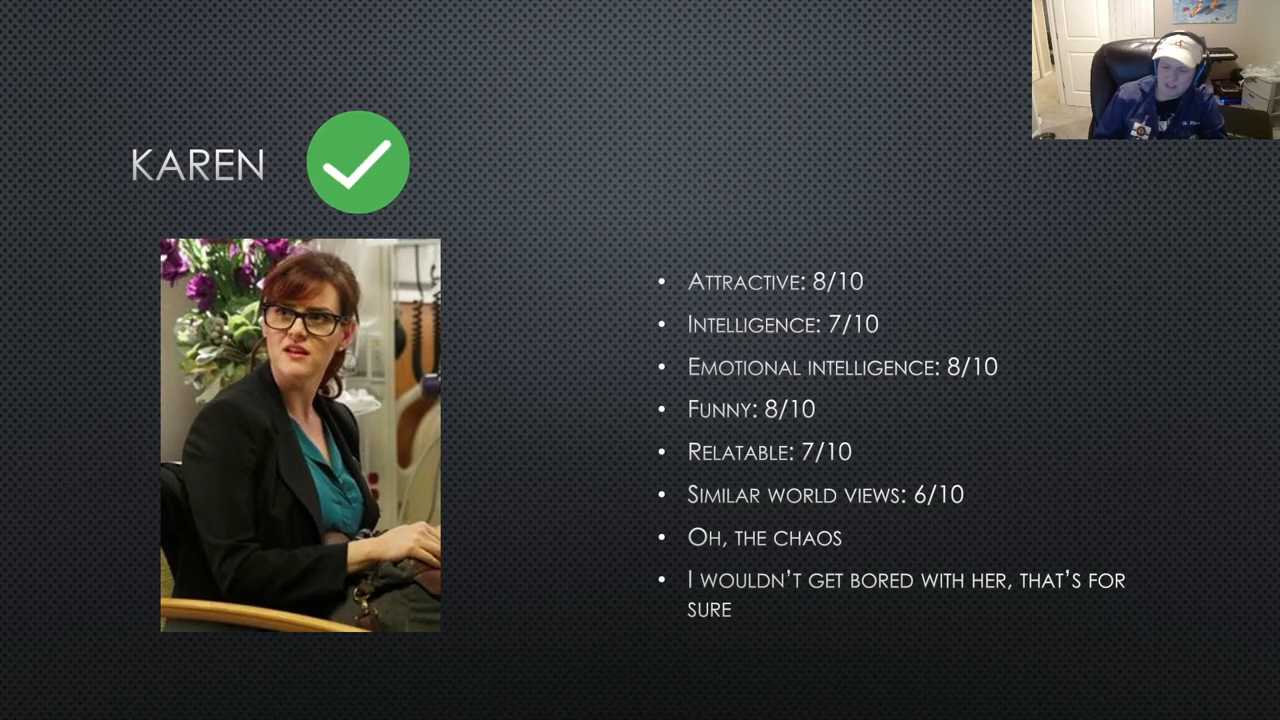 KAREN
ATTRACTIVE: 8/10
INTELLIGENCE: 7/10
EMOTIONAL INTELLIGENCE: 8/10
FUNNY: 8/10
RELATABLE: 7/10
SIMILAR WORLD VIEWS: 6/10
OH, THE CHAOS
I WOULDN'T GET BORED WITH HER, THAT'S FOR
SURE